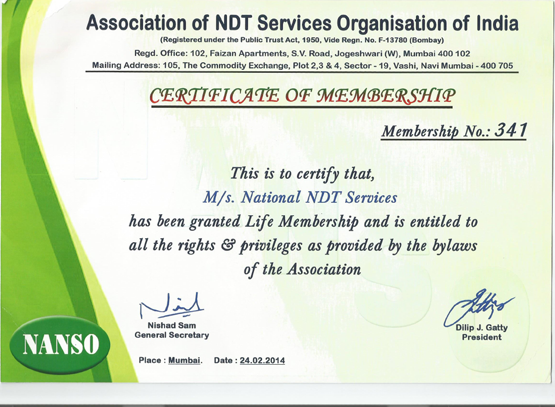 Association of NDT Services Organisation of India
(Registered under the Public Trust Act, 1950, Vide Regn. No. F-13780 (Bombay)
Regd. Office: 102, Faizan Apartments, S.V. Road, Jogeshwari (W), Mumbai 400 102
Mailing Address: 105, The Commodity Exchange, Plot 2,3 & 4, Sector - 19, Vashi, Navi Mumbai - 400 705
CERTIFICATE OF MEMBERSHIP
Membership No.: 341
This is to certify that,
M/s. National NDT Services
has been granted Life Membership and is entitled to
all the rights & privileges as provided by the bylaws
of the Association
Nishad Sam
General Secretary
Dilip J. Gatty
President
NANSO
Place : Mumbai. Date : 24.02.2014